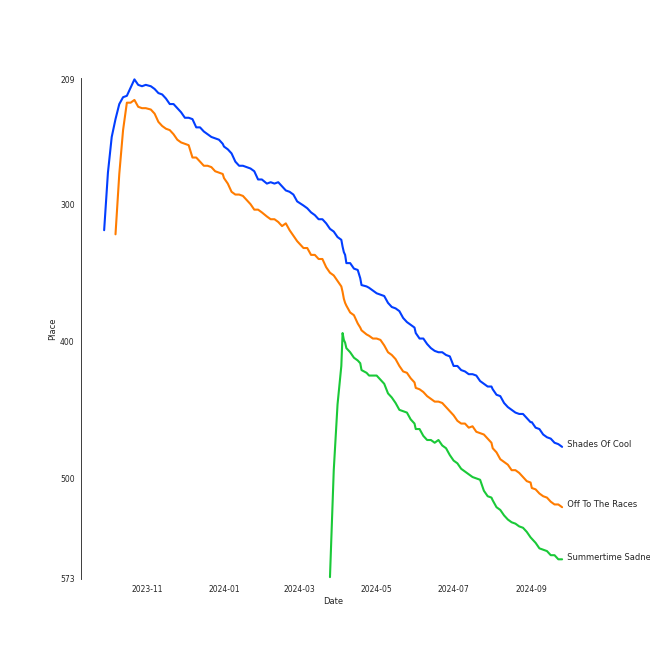 209
300
400
500
573
Place
2023-11
2024-01
2024-03
2024-05
2024-07
2024-09
Date
Shades Of Cool
Off To The Races
Summertime Sadne